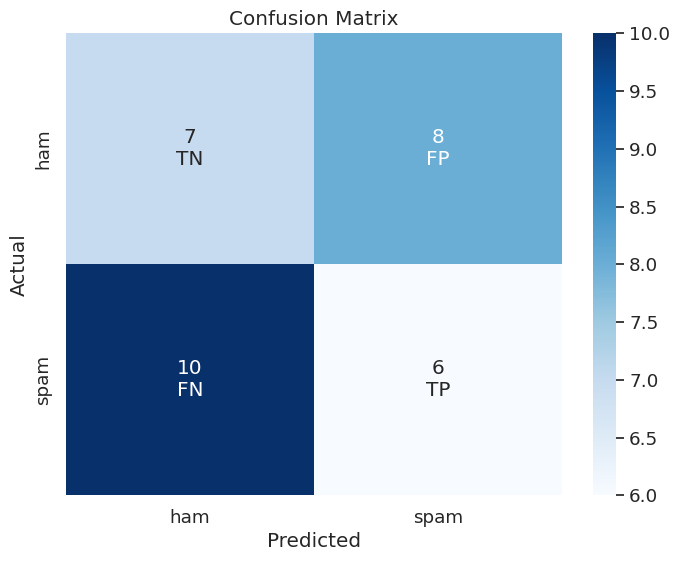 Confusion Matrix
Actual
ham
spam
7
TN
8
FP
10
FN
6
TP
ham
spam
Predicted
10.0
9.5
9.0
8.5
8.0
7.5
7.0
6.5
6.0